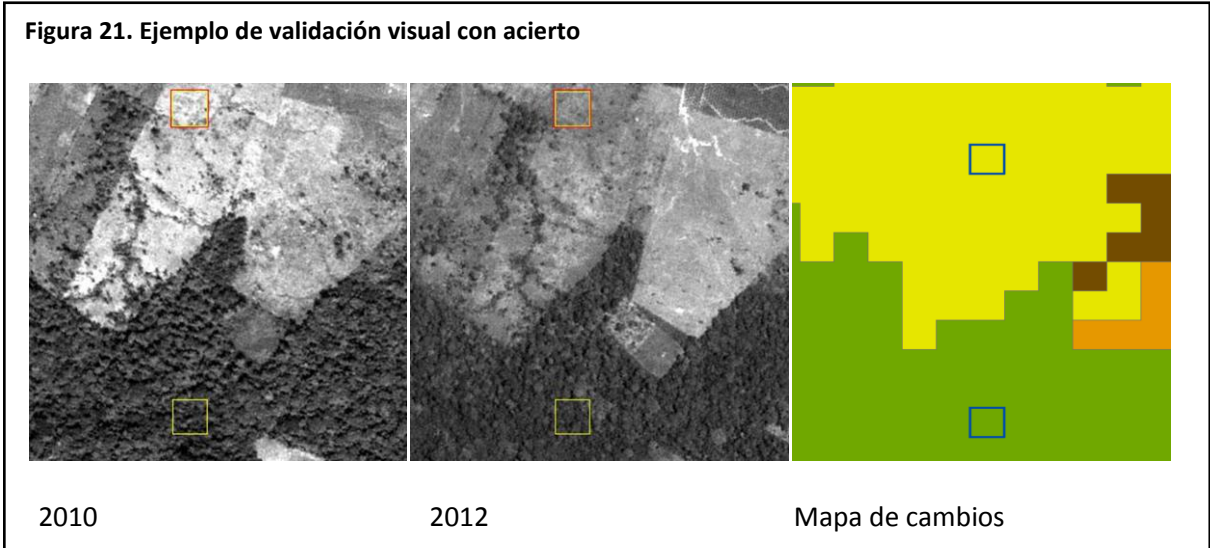 Figura 21. Ejemplo de validación visual con acierto
2010
2012
Mapa de cambios